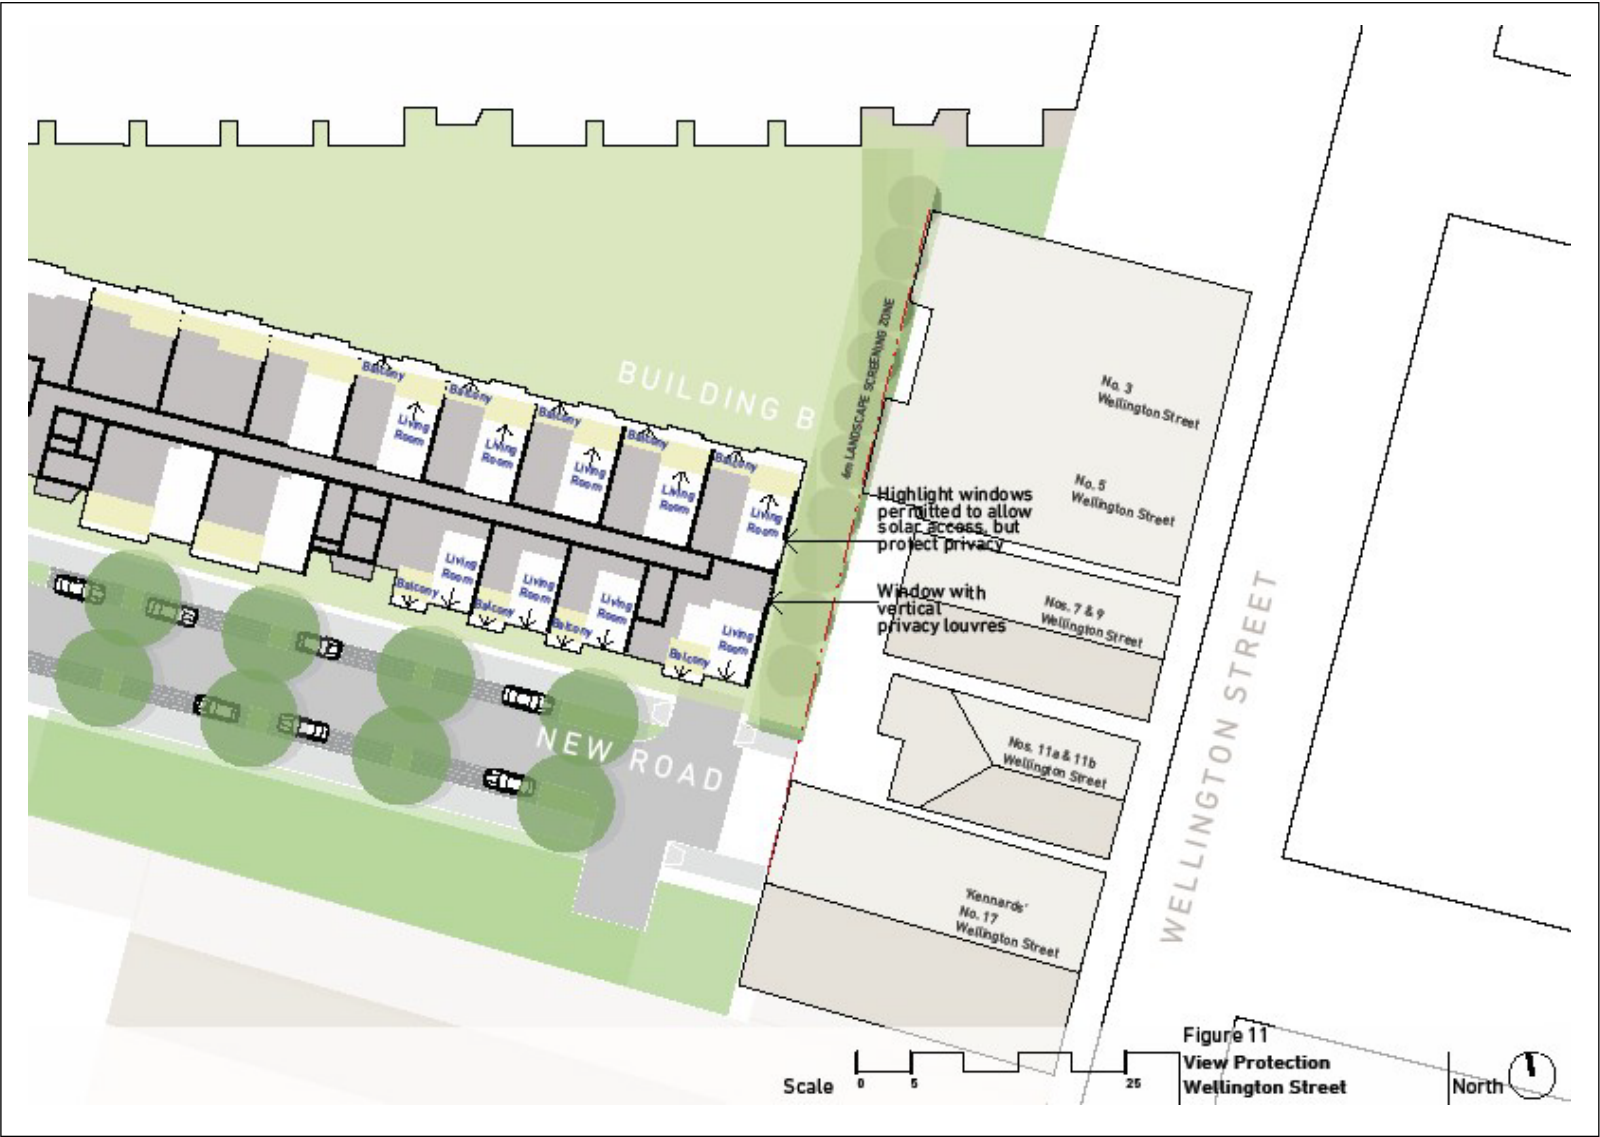 BUILDING B
6m LANDSCAPE SCREENING ZONE
No. 3
Wellington Street
No. 5
Wellington Street
Highlight windows
permitted to allow
solar access, but
protect privacy
Window with
vertical
privacy louvres
Nos. 7 & 9
Wellington Street
Nos. 11a & 11b
Wellington Street
'Kennards'
No. 17
Wellington Street
WELLINGTON STREET
NEW ROAD
Balcony
Balcony
Balcony
Balcony
Balcony
Living
Room
Living
Room
Living
Room
Living
Room
Living
Room
Living
Room
Living
Room
Living
Room
Living
Room
Balcony
Balcony
Balcony
Balcony
Scale
0
5
25
Figure 11
View Protection
Wellington Street
North